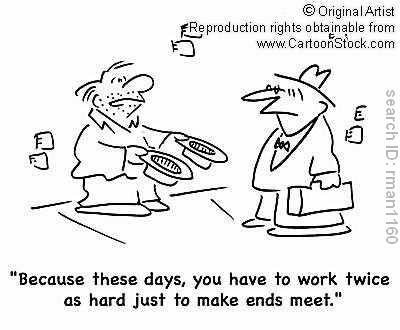 © Original Artist
Reproduction rights obtainable from
www.CartoonStock.com
search ID: rman1160
"Because these days, you have to work twice
as hard just to make ends meet."